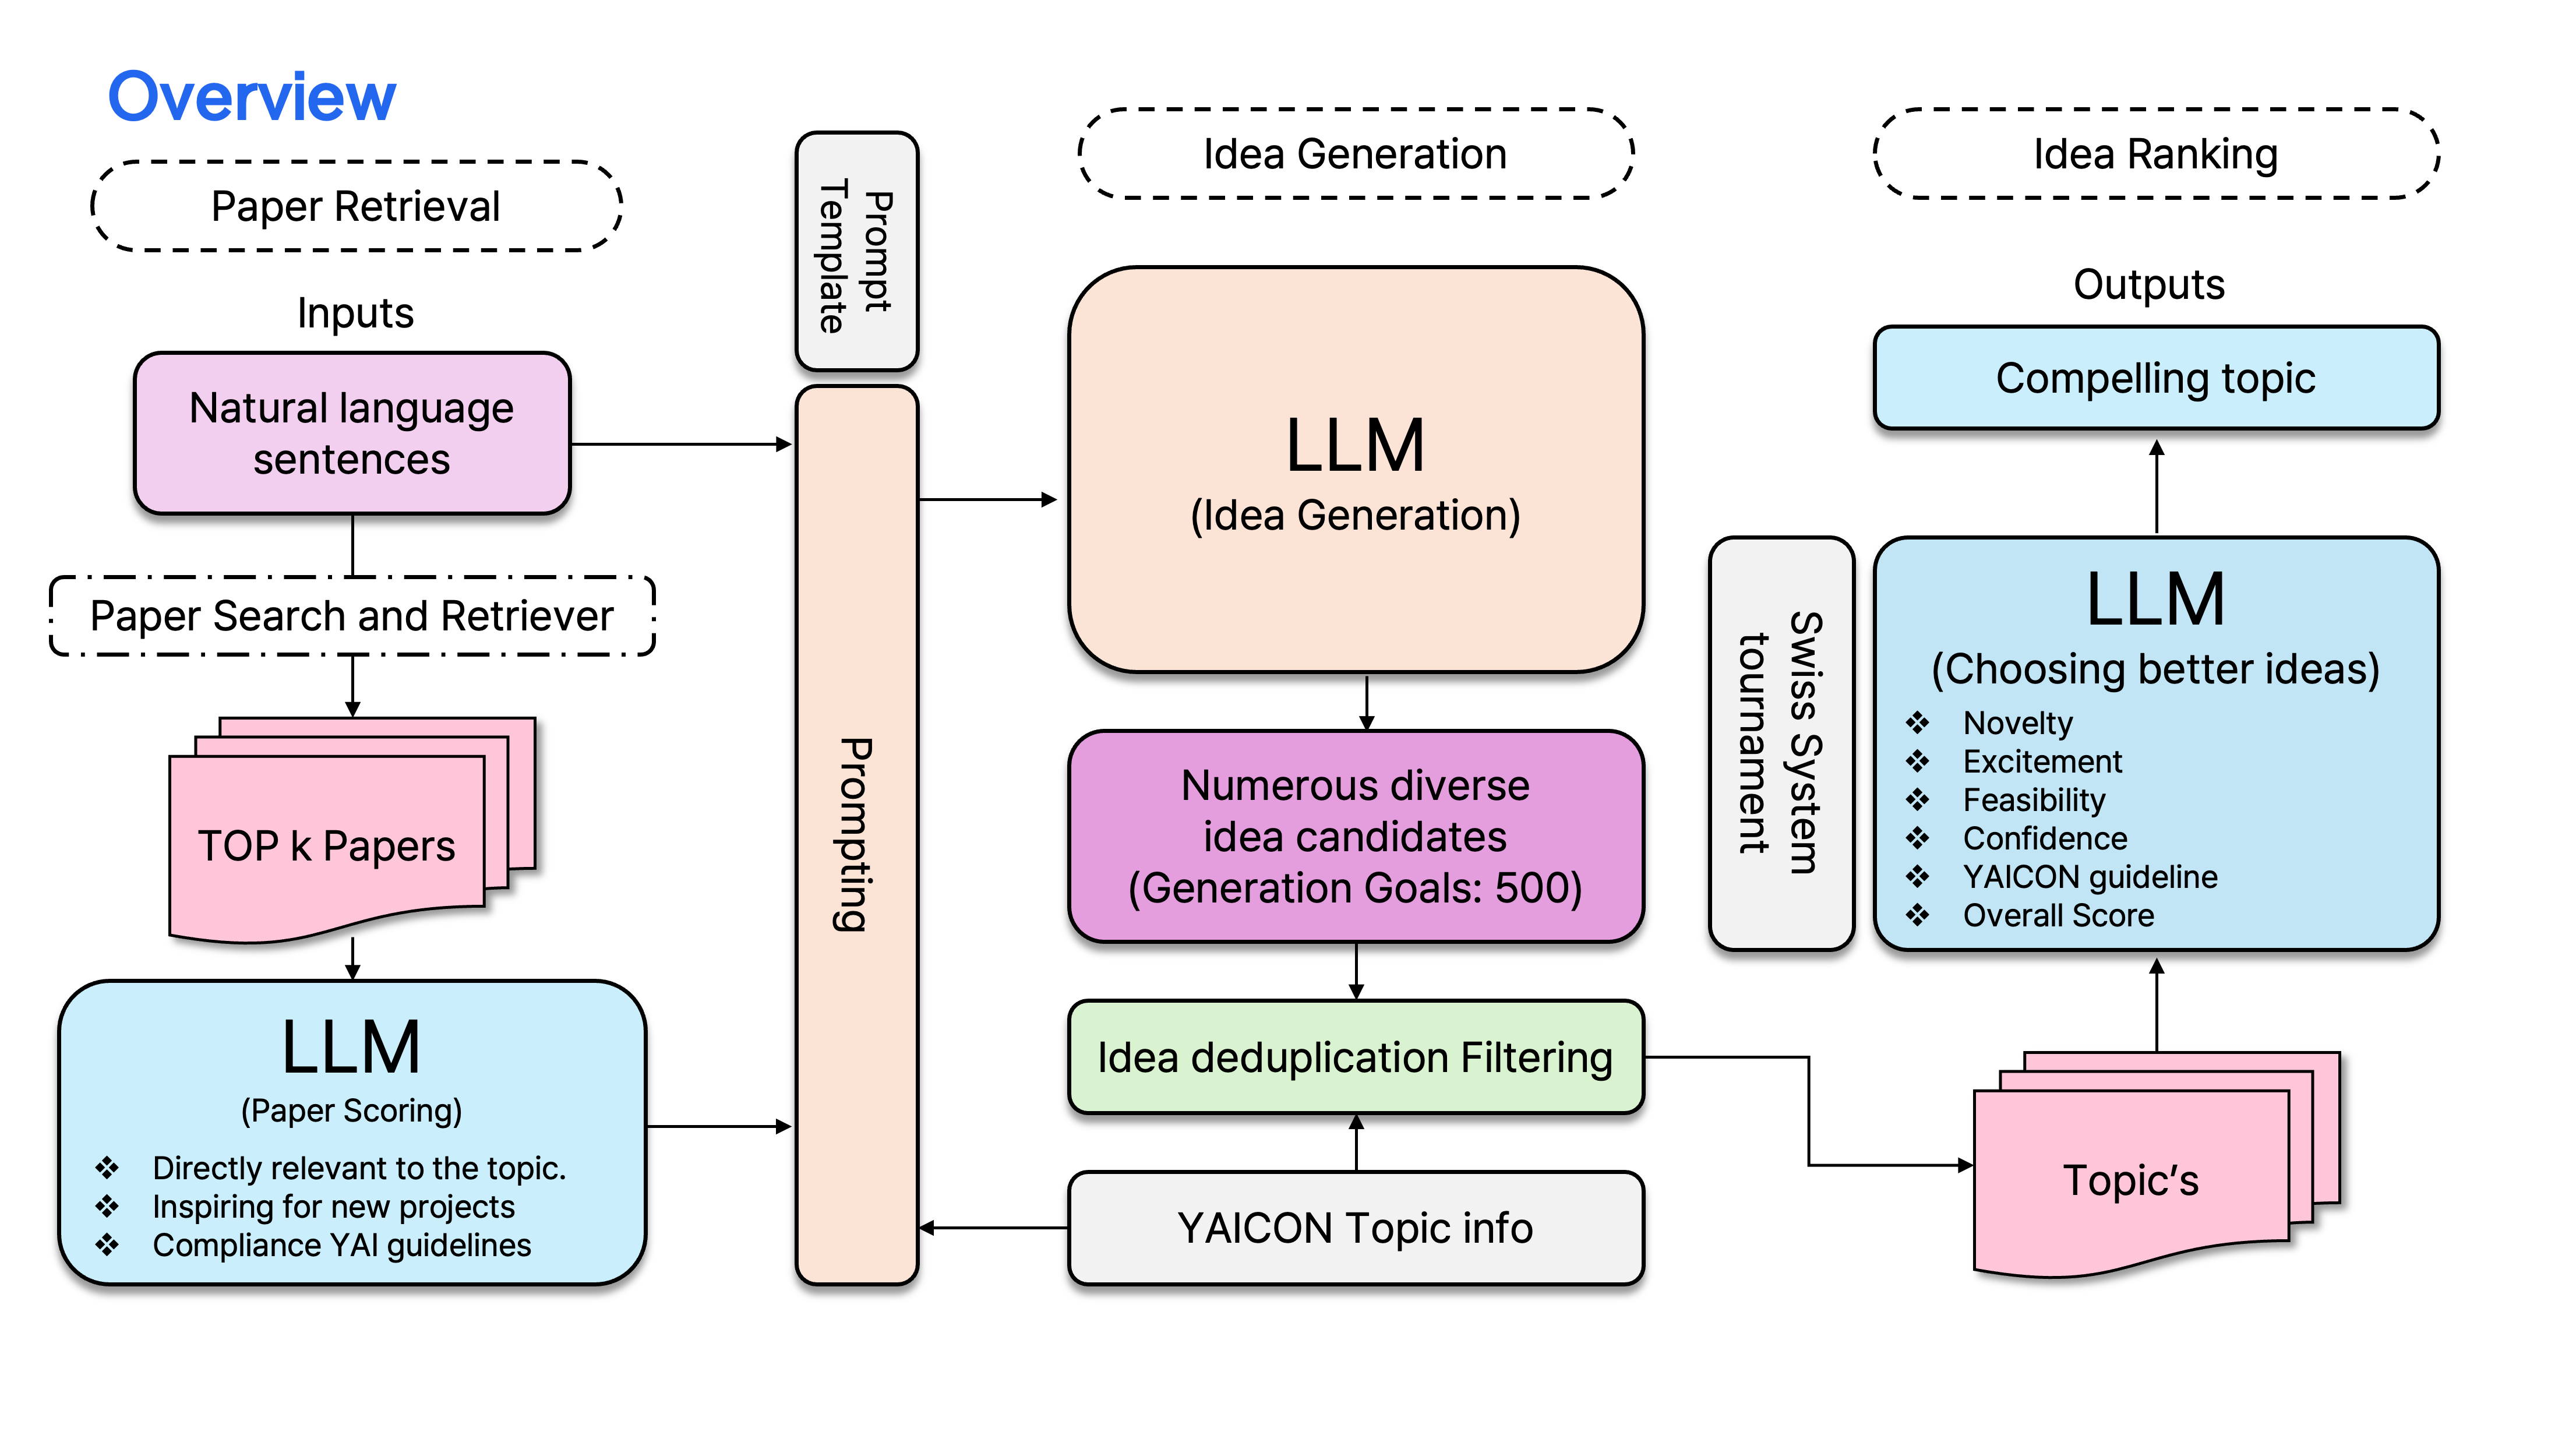 Overview
Paper Retrieval
Inputs
Natural language
sentences
Paper Search and Retriever
TOP k Papers
LLM
(Paper Scoring)
❖ Directly relevant to the topic.
❖ Inspiring for new projects
❖ Compliance YAI guidelines
Prompt
Template
Prompting
Idea Generation
LLM
(Idea Generation)
Numerous diverse
idea candidates
(Generation Goals: 500)
Idea deduplication Filtering
YAICON Topic info
Idea Ranking
Outputs
Compelling topic
Swiss System
tournament
LLM
(Choosing better ideas)
❖ Novelty
❖ Excitement
❖ Feasibility
❖ Confidence
❖ YAICON guideline
❖ Overall Score
Topic’s